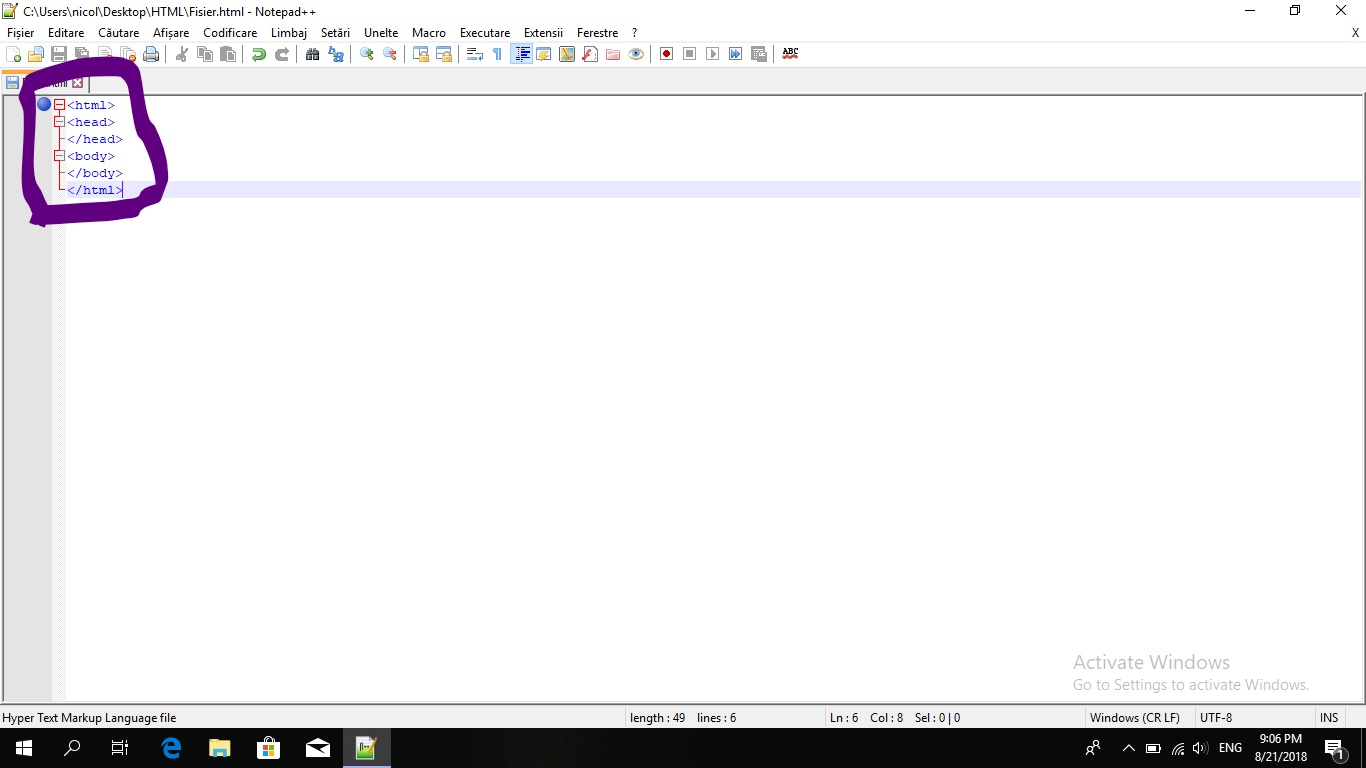 C:\Users\nicol\Desktop\HTML\Fisier.html - Notepad++
Fișier Editare Căutare Afișare Codificare Limbaj Setări Unelte Macro Executare Extensii Ferestre ? X
ABC
<html>
<head>
</head>
<body>
</body>
</html>
Activate Windows
Go to Settings to activate Windows.
Hyper Text Markup Language file length : 49 lines : 6 Ln : 6 Col : 8 Sel : 0 | 0 Windows (CR LF) UTF-8 INS
ENG 9:06 PM
8/21/2018 1